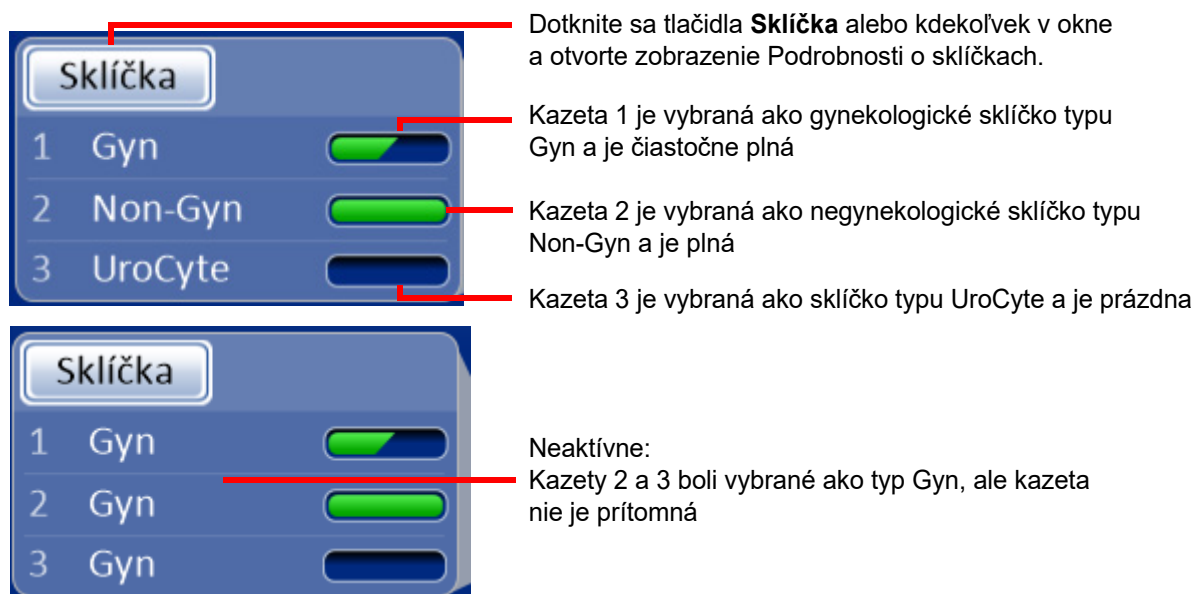 Dotknite sa tlačidla Sklíčka alebo kdekoľvek v okne
a otvorte zobrazenie Podrobnosti o sklíčkach.
Sklíčka
1 Gyn
2 Non-Gyn
3 UroCyte
Kazeta 1 je vybraná ako gynekologické sklíčko typu
Gyn a je čiastočne plná
Kazeta 2 je vybraná ako negynekologické sklíčko typu
Non-Gyn a je plná
Kazeta 3 je vybraná ako sklíčko typu UroCyte a je prázdna
Sklíčka
1 Gyn
2 Gyn
3 Gyn
Neaktívne:
Kazety 2 a 3 boli vybrané ako typ Gyn, ale kazeta
nie je prítomná